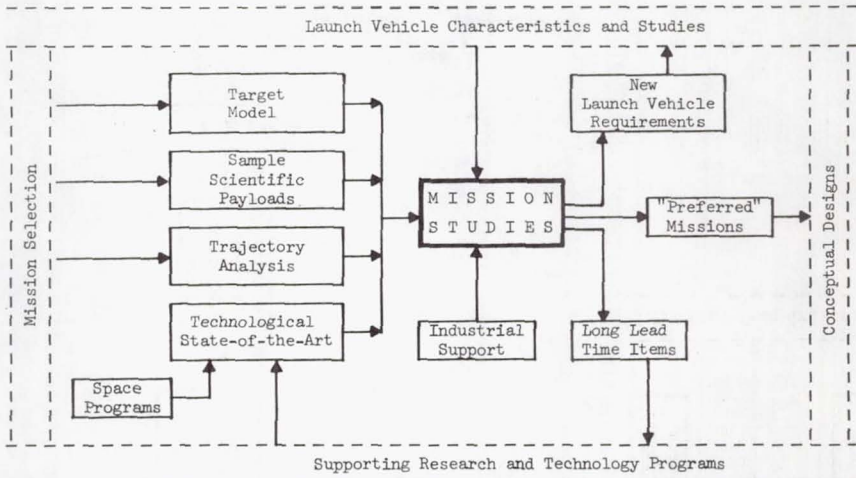 Launch Vehicle Characteristics and Studies
Mission Selection
Target
Model
Sample
Scientific
Payloads
Trajectory
Analysis
Technological
State-of-the-Art
Space
Programs
MISSION
STUDIES
Industrial
Support
New
Launch Vehicle
Requirements
"Preferred"
Missions
Long Lead
Time Items
Conceptual Designs
Supporting Research and Technology Programs